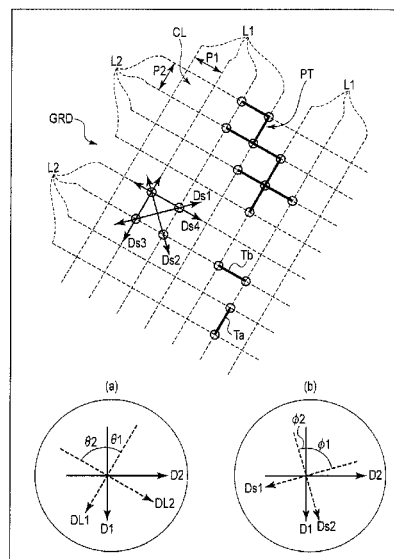 CL
L1
L2
P1
P2
PT
L1
GRD
L2
Ds1
Ds4
Ds3
Ds2
Tb
Ta
(a)
(b)
θ2
θ1
D2
DL1
DL2
D1
ϕ2
ϕ1
D2
Ds1
D1
Ds2